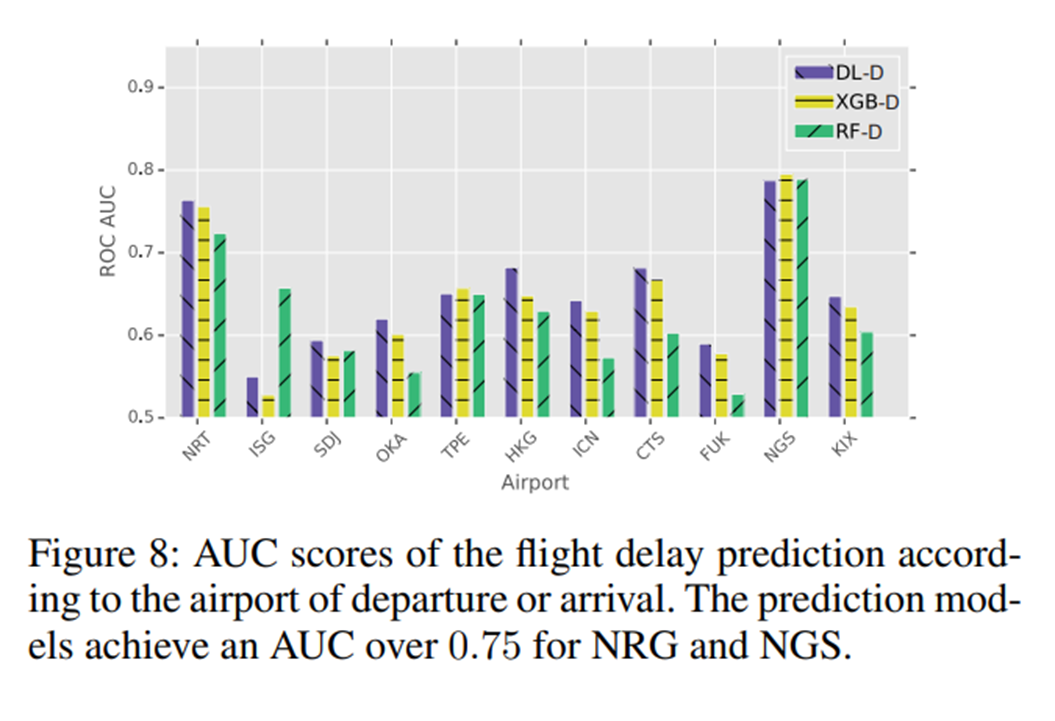 0.9
0.8
0.7
0.6
0.5
ROC AUC
DL-D
XGB-D
RF-D
NRT ISG SDJ OKA TPE HKG ICN CTS FUK NGS KIX
Airport
Figure 8: AUC scores of the flight delay prediction accord-
ing to the airport of departure or arrival. The prediction mod-
els achieve an AUC over 0.75 for NRG and NGS.